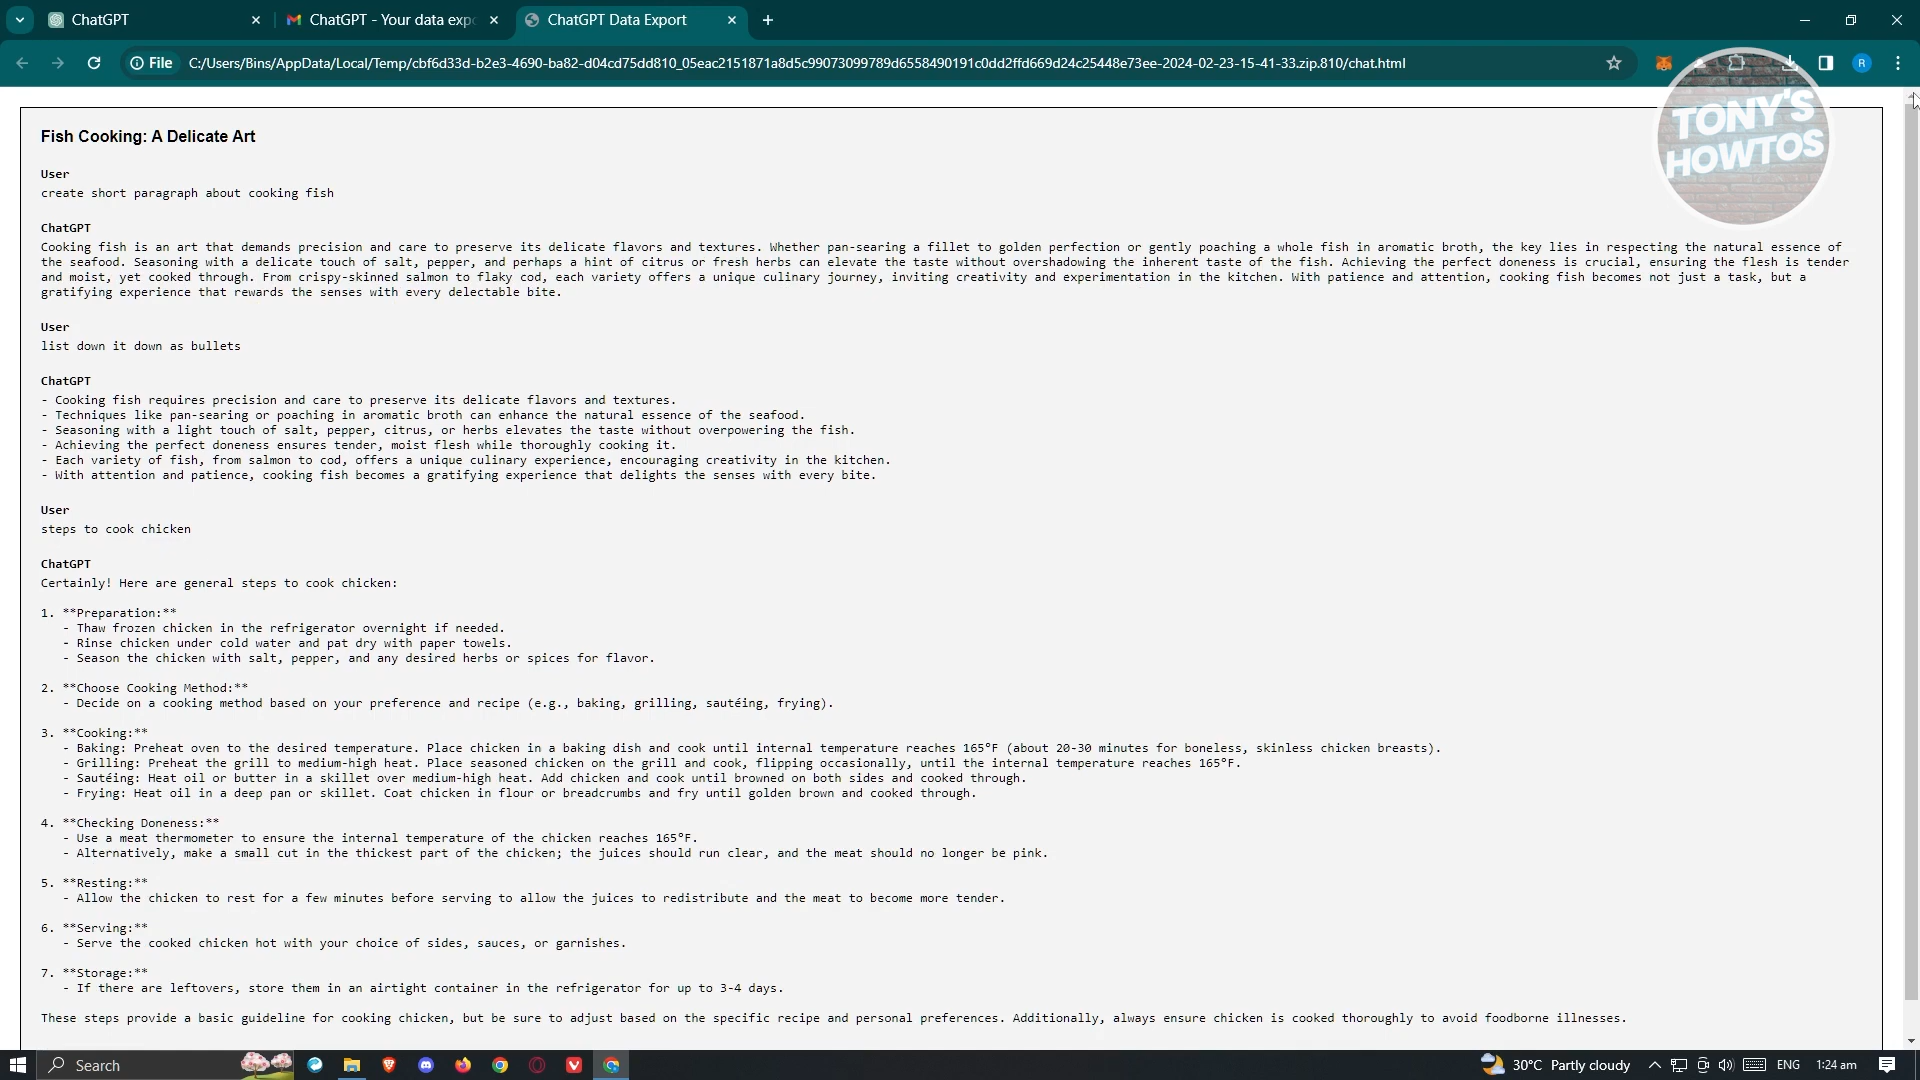 ChatGPT
ChatGPT - Your data expo
ChatGPT Data Export
File
C:/Users/Bins/AppData/Local/Temp/cbf6d33d-b2e3-4690-ba82-d04cd75dd810_05eac2151871a8d5c99073099789d6558490191c0dd2ffd669d24c25448e73ee-2024-02-23-15-41-33.zip.810/chat.html
R
TONY'S
HOWTOS
Fish Cooking: A Delicate Art
User
create short paragraph about cooking fish
ChatGPT
Cooking fish is an art that demands precision and care to preserve its delicate flavors and textures. Whether pan-searing a fillet to golden perfection or gently poaching a whole fish in aromatic broth, the key lies in respecting the natural essence of
the seafood. Seasoning with a delicate touch of salt, pepper, and perhaps a hint of citrus or fresh herbs can elevate the taste without overshadowing the inherent taste of the fish. Achieving the perfect doneness is crucial, ensuring the flesh is tender
and moist, yet cooked through. From crispy-skinned salmon to flaky cod, each variety offers a unique culinary journey, inviting creativity and experimentation in the kitchen. With patience and attention, cooking fish becomes not just a task, but a
gratifying experience that rewards the senses with every delectable bite.
User
list down it down as bullets
ChatGPT
- Cooking fish requires precision and care to preserve its delicate flavors and textures.
- Techniques like pan-searing or poaching in aromatic broth can enhance the natural essence of the seafood.
- Seasoning with a light touch of salt, pepper, citrus, or herbs elevates the taste without overpowering the fish.
- Achieving the perfect doneness ensures tender, moist flesh while thoroughly cooking it.
- Each variety of fish, from salmon to cod, offers a unique culinary experience, encouraging creativity in the kitchen.
- With attention and patience, cooking fish becomes a gratifying experience that delights the senses with every bite.
User
steps to cook chicken
ChatGPT
Certainly! Here are general steps to cook chicken:
1. **Preparation:**
- Thaw frozen chicken in the refrigerator overnight if needed.
- Rinse chicken under cold water and pat dry with paper towels.
- Season the chicken with salt, pepper, and any desired herbs or spices for flavor.
2. **Choose Cooking Method:**
- Decide on a cooking method based on your preference and recipe (e.g., baking, grilling, sautéing, frying).
3. **Cooking:**
- Baking: Preheat oven to the desired temperature. Place chicken in a baking dish and cook until internal temperature reaches 165°F (about 20-30 minutes for boneless, skinless chicken breasts).
- Grilling: Preheat the grill to medium-high heat. Place seasoned chicken on the grill and cook, flipping occasionally, until the internal temperature reaches 165°F.
- Sautéing: Heat oil or butter in a skillet over medium-high heat. Add chicken and cook until browned on both sides and cooked through.
- Frying: Heat oil in a deep pan or skillet. Coat chicken in flour or breadcrumbs and fry until golden brown and cooked through.
4. **Checking Doneness:**
- Use a meat thermometer to ensure the internal temperature of the chicken reaches 165°F.
- Alternatively, make a small cut in the thickest part of the chicken; the juices should run clear, and the meat should no longer be pink.
5. **Resting:**
- Allow the chicken to rest for a few minutes before serving to allow the juices to redistribute and the meat to become more tender.
6. **Serving:**
- Serve the cooked chicken hot with your choice of sides, sauces, or garnishes.
7. **Storage:**
- If there are leftovers, store them in an airtight container in the refrigerator for up to 3-4 days.
These steps provide a basic guideline for cooking chicken, but be sure to adjust based on the specific recipe and personal preferences. Additionally, always ensure chicken is cooked thoroughly to avoid foodborne illnesses.
Search
30°C Partly cloudy
ENG
1:24 am